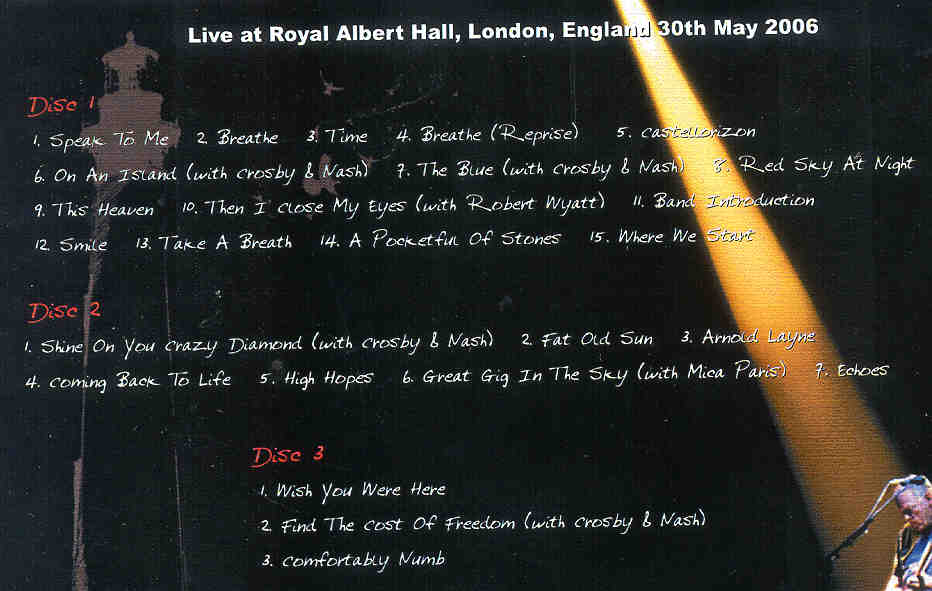 Live at Royal Albert Hall, London, England 30th May 2006
Disc 1
1. Speak To Me 2. Breathe 3. Time 4. Breathe (Reprise) 5. Castellorizon
6. On An Island (with Crosby & Nash) 7. The Blue (with Crosby & Nash) 8. Red Sky At Night
9. This Heaven 10. Then I Close My Eyes (with Robert Wyatt) 11. Band Introduction
12. Smile 13. Take A Breath 14. A Pocketful Of Stones 15. Where We Start
Disc 2
1. Shine On You Crazy Diamond (with Crosby & Nash) 2. Fat Old Sun 3. Arnold Layne
4. Coming Back To Life 5. High Hopes 6. Great Gig In The Sky (with Mica Paris) 7. Echoes
Disc 3
1. Wish You Were Here
2. Find The Cost Of Freedom (with Crosby & Nash)
3. Comfortably Numb